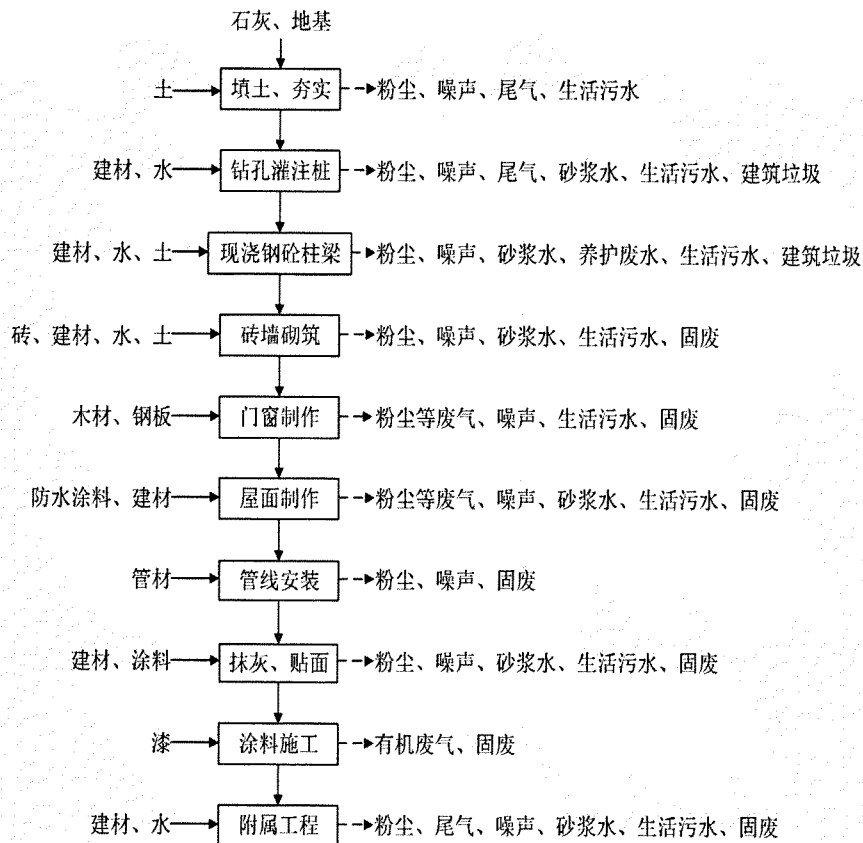 石灰、地基
土 填土、夯实 粉尘、噪声、尾气、生活污水
建材、水 钻孔灌注桩 粉尘、噪声、尾气、砂浆水、生活污水、建筑垃圾
建材、水、土 现浇钢砼柱梁 粉尘、噪声、砂浆水、养护废水、生活污水、建筑垃圾
砖、建材、水、土 砖墙砌筑 粉尘、噪声、砂浆水、生活污水、固废
木材、钢板 门窗制作 粉尘等废气、噪声、生活污水、固废
防水涂料、建材 屋面制作 粉尘等废气、噪声、砂浆水、生活污水、固废
管材 管线安装 粉尘、噪声、固废
建材、涂料 抹灰、贴面 粉尘、噪声、砂浆水、生活污水、固废
漆 涂料施工 有机废气、固废
建材、水 附属工程 粉尘、尾气、噪声、砂浆水、生活污水、固废